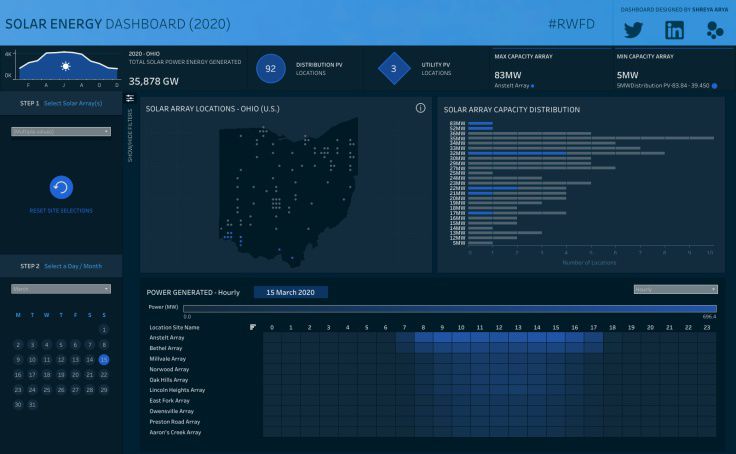 DASHBOARD DESIGNED BY SHREYA ARYA
SOLAR ENERGY DASHBOARD (2020)
#RWFD
4K
0K
F A J A O D
2020 - OHIO
TOTAL SOLAR POWER ENERGY GENERATED
35,878 GW
92
DISTRIBUTION PV
LOCATIONS
3
UTILITY PV
LOCATIONS
MAX CAPACITY ARRAY
83MW
Anstelt Array
MIN CAPACITY ARRAY
5MW
5MWDistribution PV-83.84 - 39.450
STEP 1 Select Solar Array(s)
(Multiple values)
RESET SITE SELECTIONS
STEP 2 Select a Day / Month
March
M T W T F S S
1
2 3 4 5 6 7 8
9 10 11 12 13 14 15
16 17 18 19 20 21 22
23 24 25 26 27 28 29
30 31
SHOW/HIDE FILTERS
SOLAR ARRAY LOCATIONS - OHIO (U.S.)
SOLAR ARRAY CAPACITY DISTRIBUTION
83MW
52MW
36MW
35MW
34MW
33MW
32MW
30MW
29MW
27MW
25MW
24MW
23MW
22MW
21MW
20MW
19MW
18MW
17MW
16MW
15MW
14MW
13MW
12MW
5MW
0 1 2 3 4 5 6 7 8 9 10
Number of Locations
POWER GENERATED - Hourly
15 March 2020
Hourly
Power (MW)
0.0
696.4
Location Site Name 0 1 2 3 4 5 6 7 8 9 10 11 12 13 14 15 16 17 18 19 20 21 22 23
Anstelt Array
Bethel Array
Millvale Array
Norwood Array
Oak Hills Array
Lincoln Heights Array
East Fork Array
Owensville Array
Preston Road Array
Aaron's Creek Array